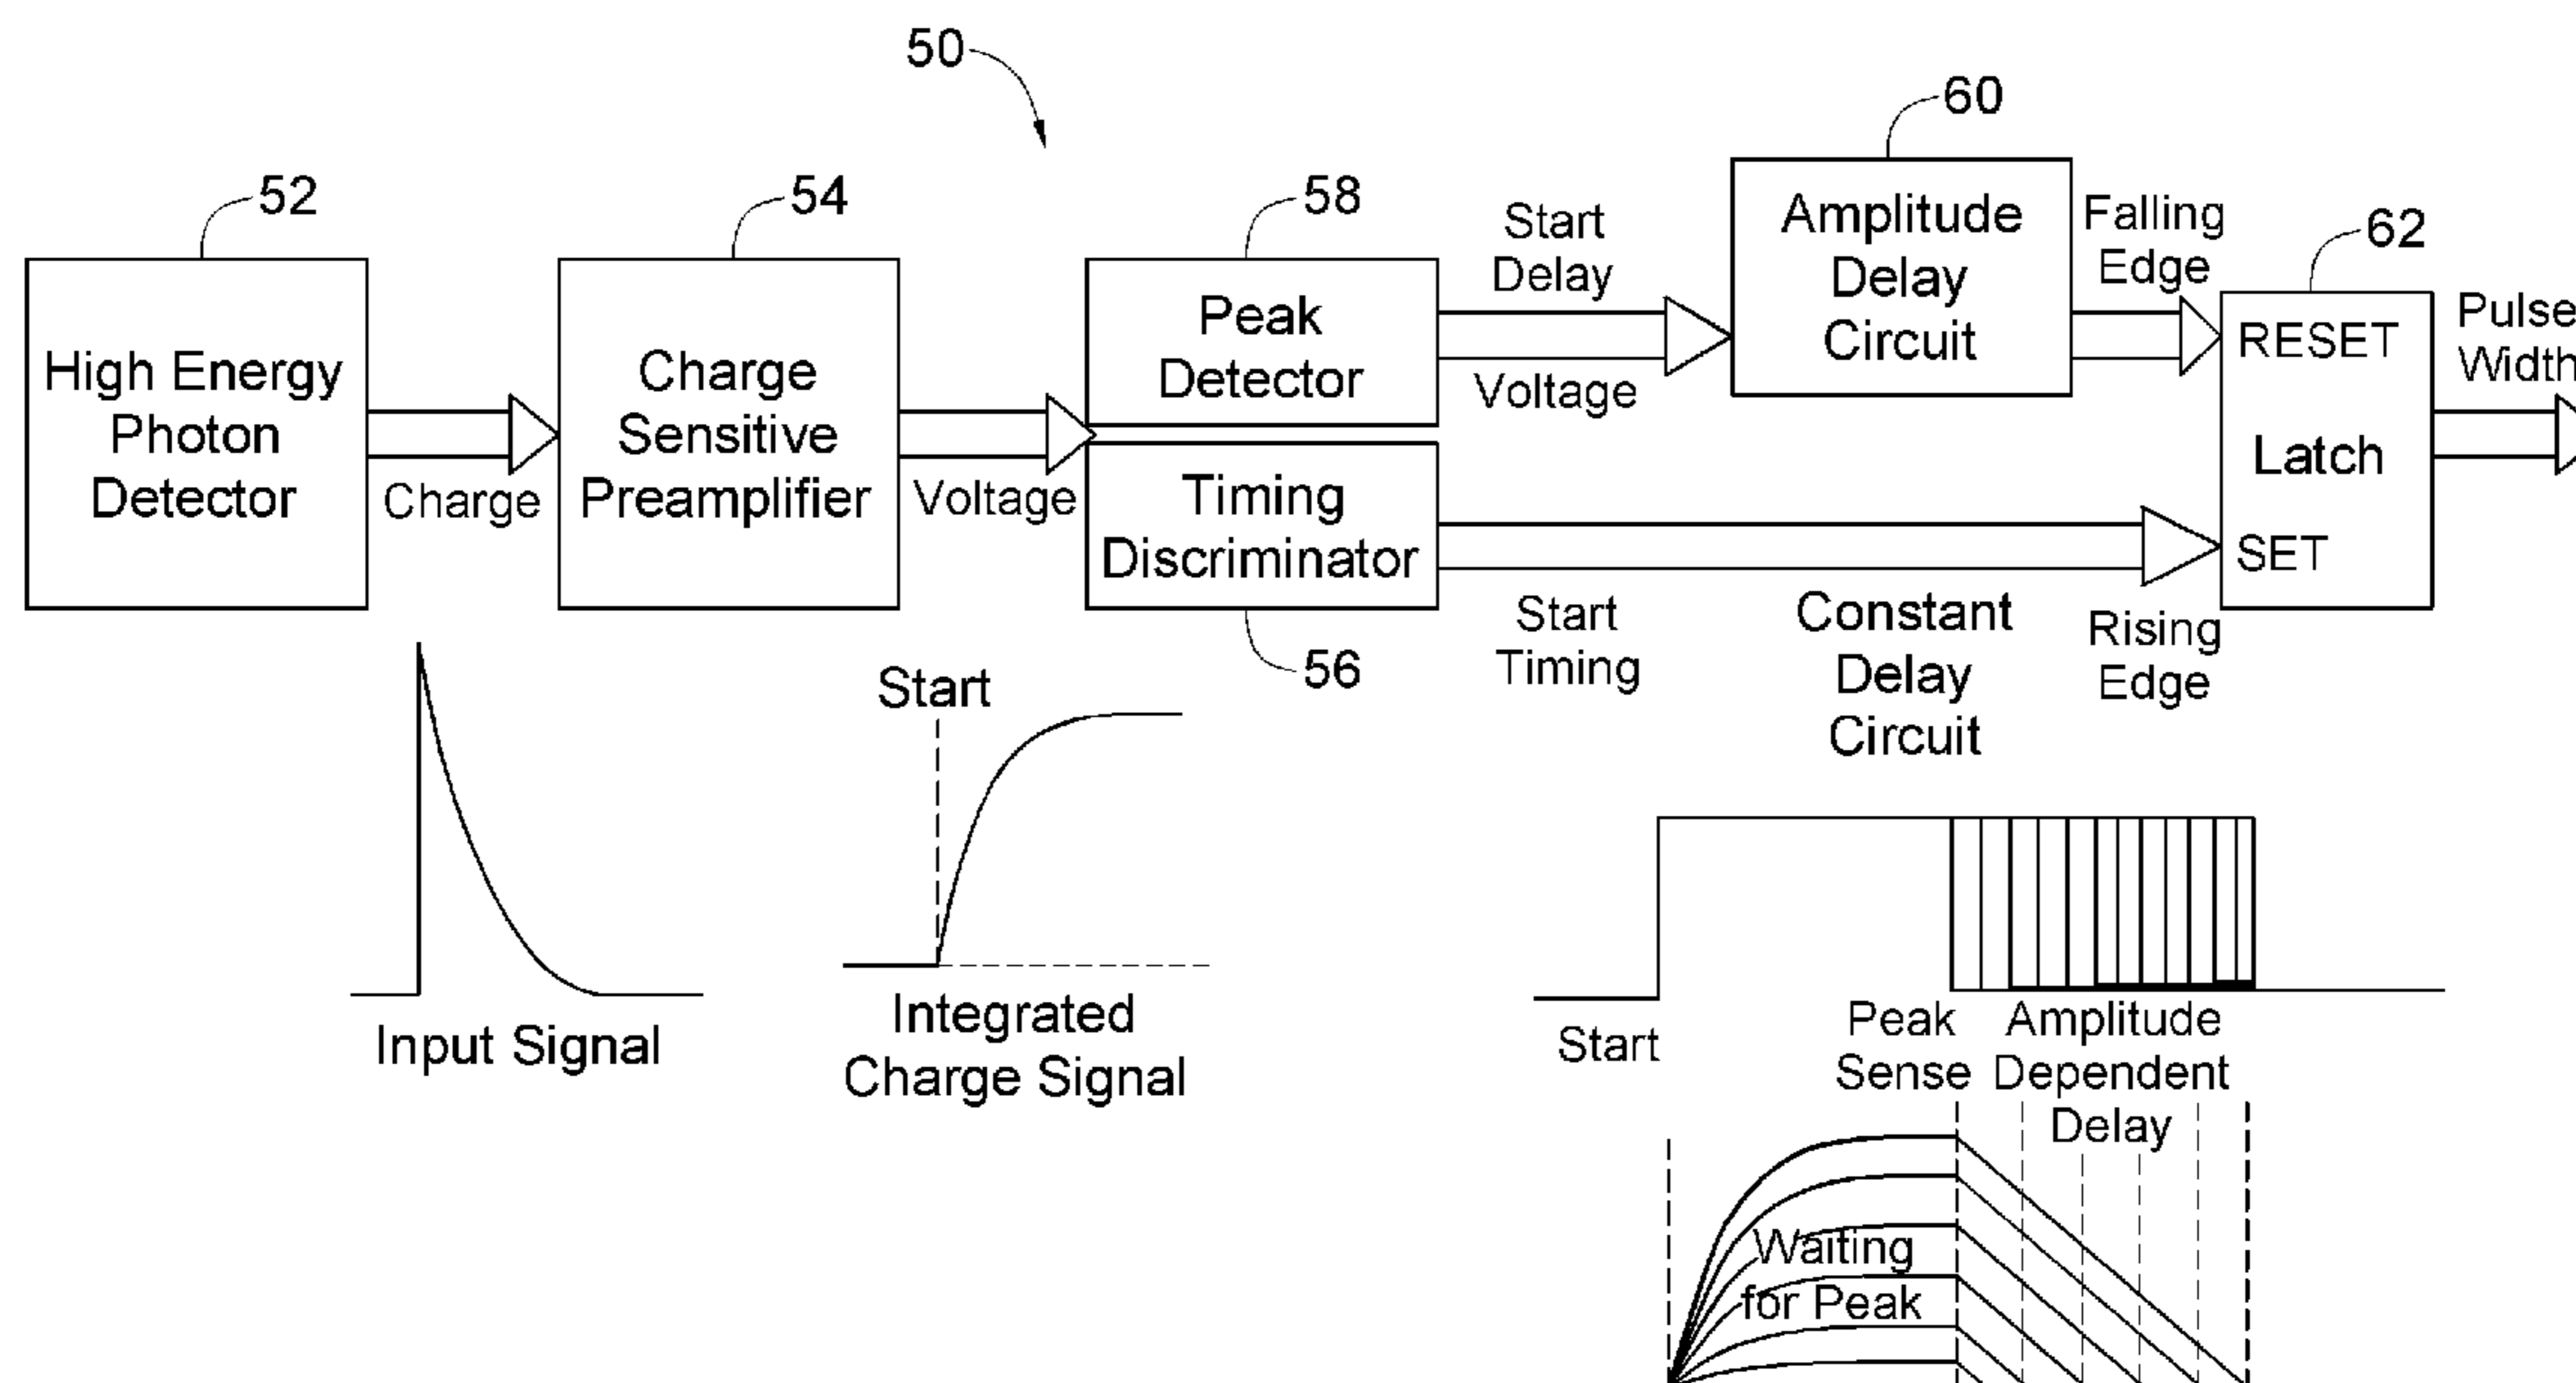 50
60
52
54
58
62
High Energy
Photon
Detector
Charge
Charge
Sensitive
Preamplifier
Voltage
Peak
Detector
Timing
Discriminator
56
Start
Delay
Voltage
Amplitude
Delay
Circuit
Falling
Edge
RESET
Latch
SET
Pulse
Width
Start
Timing
Constant
Delay
Circuit
Rising
Edge
Input Signal
Start
Integrated
Charge Signal
Start
Peak
Sense
Amplitude
Dependent
Delay
Waiting
for Peak